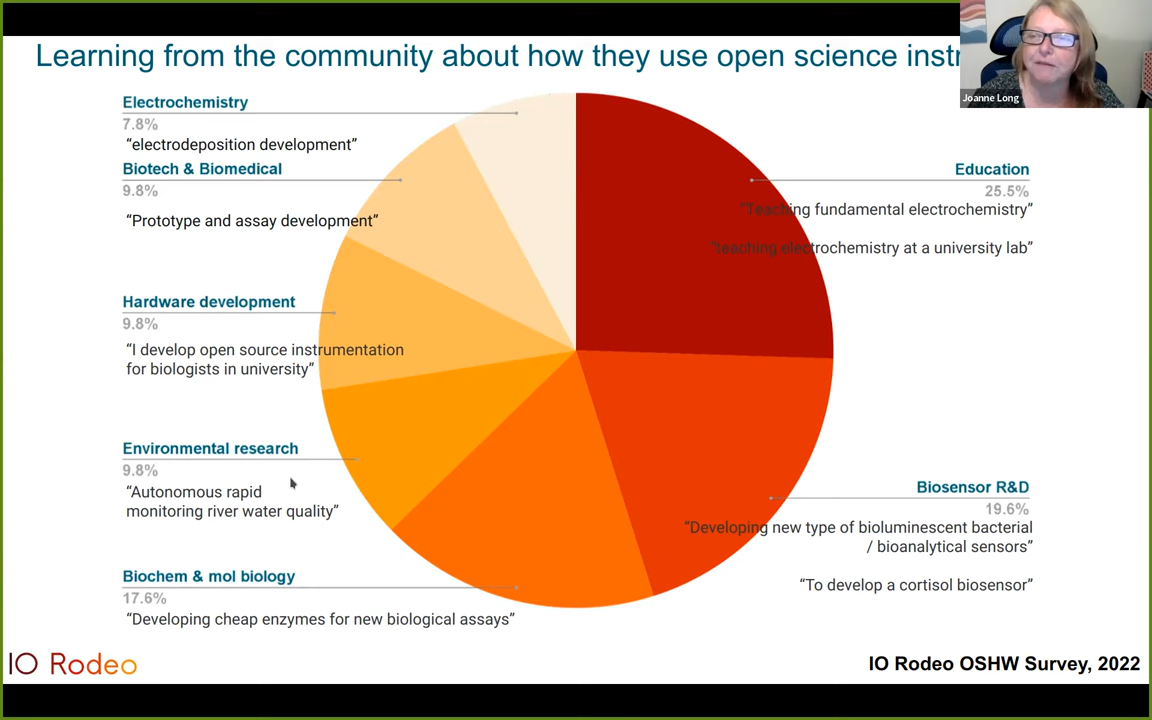 Learning from the community about how they use open science
Joanne Long
Electrochemistry
7.8%
“electrodeposition development”
Biotech & Biomedical
9.8%
“Prototype and assay development”
Hardware development
9.8%
“I develop open source instrumentation
for biologists in university”
Environmental research
9.8%
“Autonomous rapid
monitoring river water quality”
Biochem & mol biology
17.6%
“Developing cheap enzymes for new biological assays”
Education
25.5%
“Teaching fundamental electrochemistry”
“teaching electrochemistry at a university lab”
Biosensor R&D
19.6%
“Developing new type of bioluminescent bacterial
/ bioanalytical sensors”
“To develop a cortisol biosensor”
IO Rodeo
IO Rodeo OSHW Survey, 2022